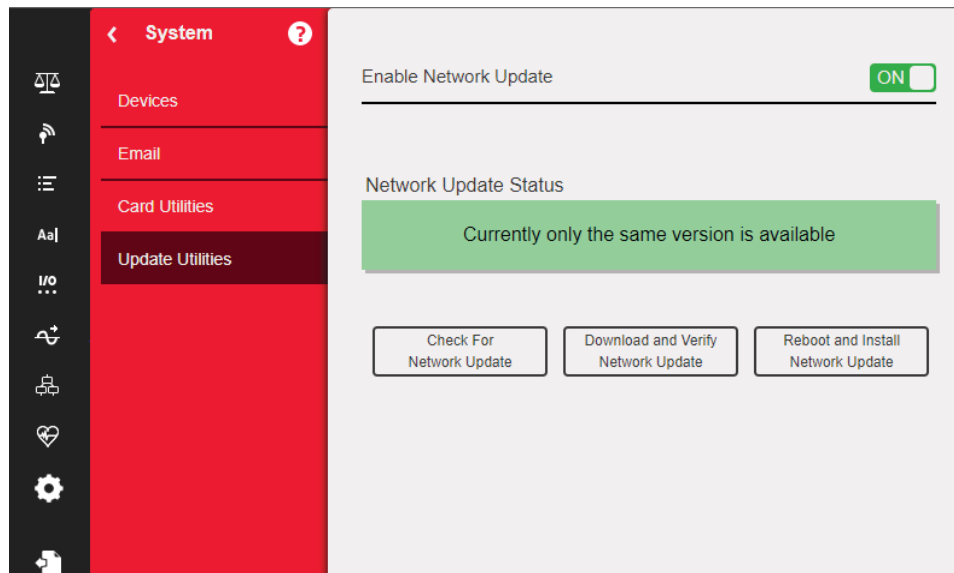 System
?
Devices
Email
Card Utilities
Update Utilities
Aa
I/O
Enable Network Update
ON
Network Update Status
Currently only the same version is available
Check For
Network Update
Download and Verify
Network Update
Reboot and Install
Network Update